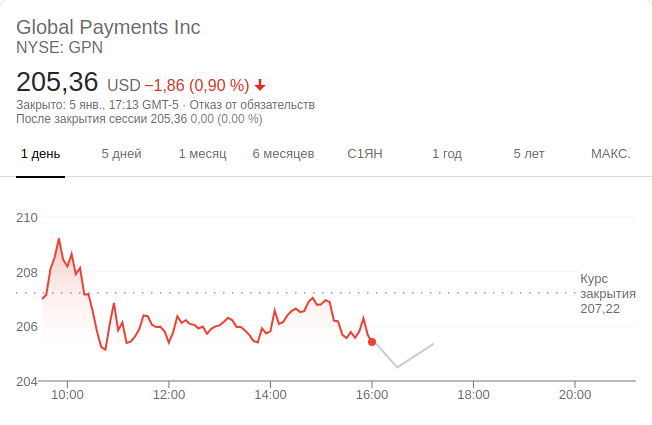 Global Payments Inc
NYSE: GPN
205,36 USD −1,86 (0,90 %)
Закрыто: 5 янв., 17:13 GMT-5 · Отказ от обязательств
После закрытия сессии 205,36 0,00 (0,00 %)
1 день 5 дней 1 месяц 6 месяцев С1ЯН 1 год 5 лет МАКС.
210
208
Курс
закрытия
207,22
206
204
10:00 12:00 14:00 16:00 18:00 20:00